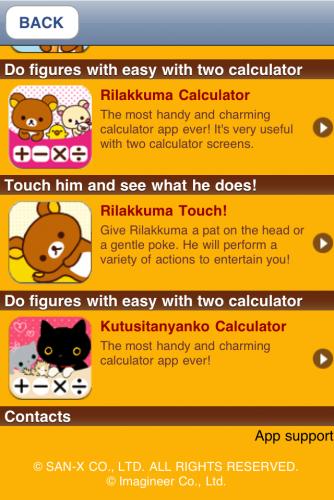 BACK
Do figures with easy with two calculator
Rilakkuma Calculator
The most handy and charming
calculator app ever! It's very useful
with two calculator screens.
+ − × ÷
Touch him and see what he does!
Rilakkuma Touch!
Give Rilakkuma a pat on the head or
a gentle poke. He will perform a
variety of actions to entertain you!
Do figures with easy with two calculator
Kutusitanyanko Calculator
The most handy and charming
calculator app ever!
+ − × ÷
Contacts
App support
© SAN-X CO., LTD. ALL RIGHTS RESERVED.
© Imagineer Co., Ltd.